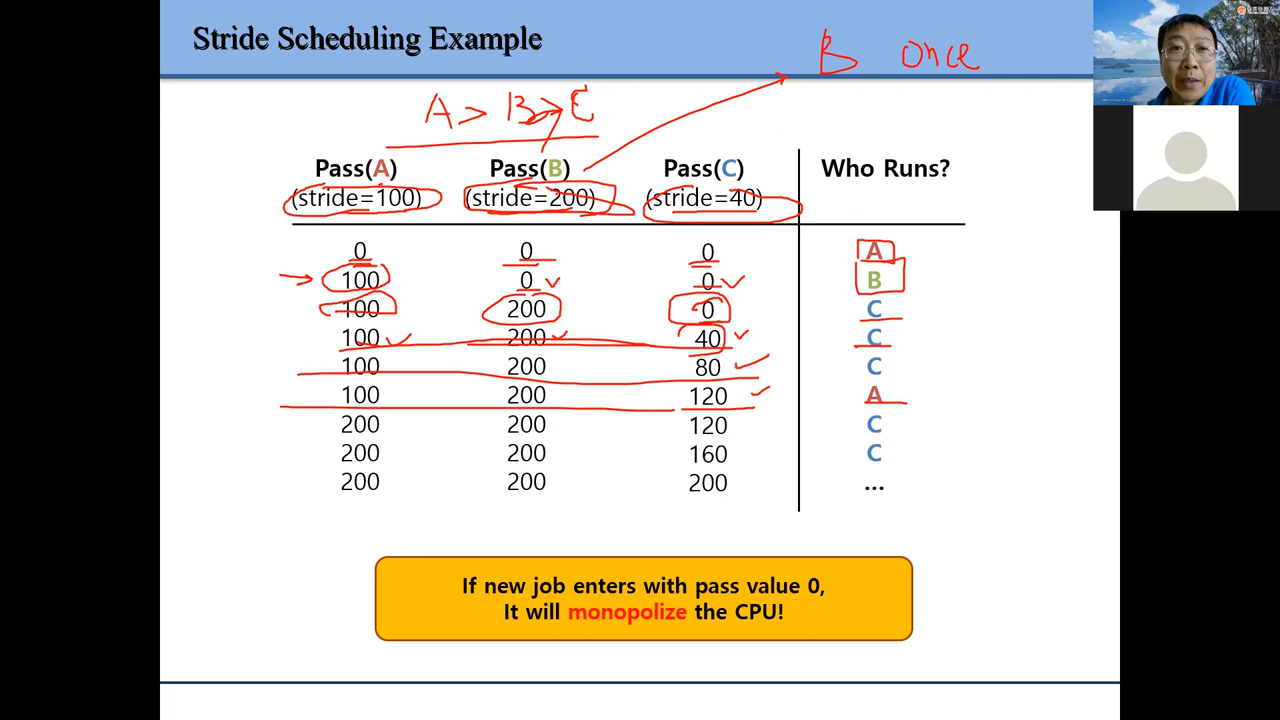 Stride Scheduling Example
B once
A > B > C
Pass(A) Pass(B) Pass(C) Who Runs?
(stride=100) (stride=200) (stride=40)
0 0 0 A
100 0 0 B
100 200 0 C
100 200 40 C
100 200 80 C
100 200 120 A
200 200 120 C
200 200 160 C
200 200 200 ...
If new job enters with pass value 0,
It will monopolize the CPU!